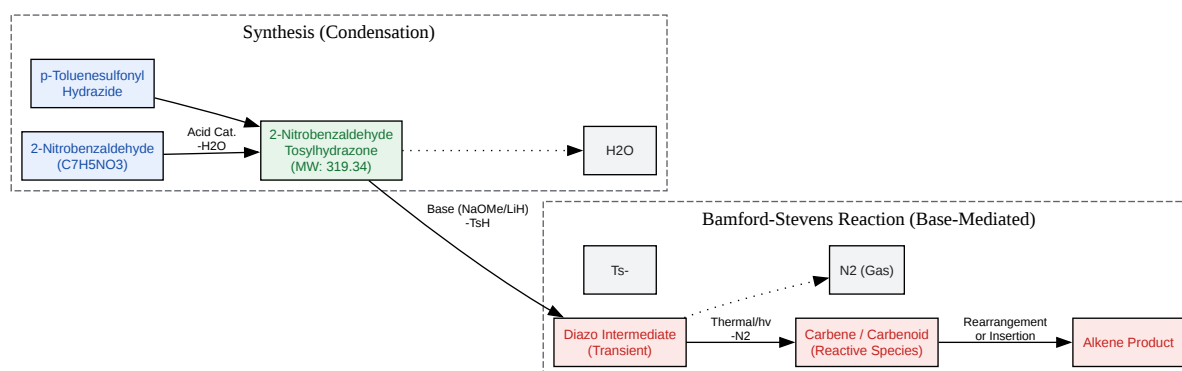 Synthesis (Condensation)
p-Toluenesulfonyl
Hydrazide
2-Nitrobenzaldehyde
(C7H5NO3)
Acid Cat.
-H2O
2-Nitrobenzaldehyde
Tosylhydrazone
(MW: 319.34)
H2O
Base (NaOMe/LiH)
-TsH
Bamford-Stevens Reaction (Base-Mediated)
Ts-
N2 (Gas)
Diazo Intermediate
(Transient)
Thermal/hv
-N2
Carbene / Carbenoid
(Reactive Species)
Rearrangement
or Insertion
Alkene Product